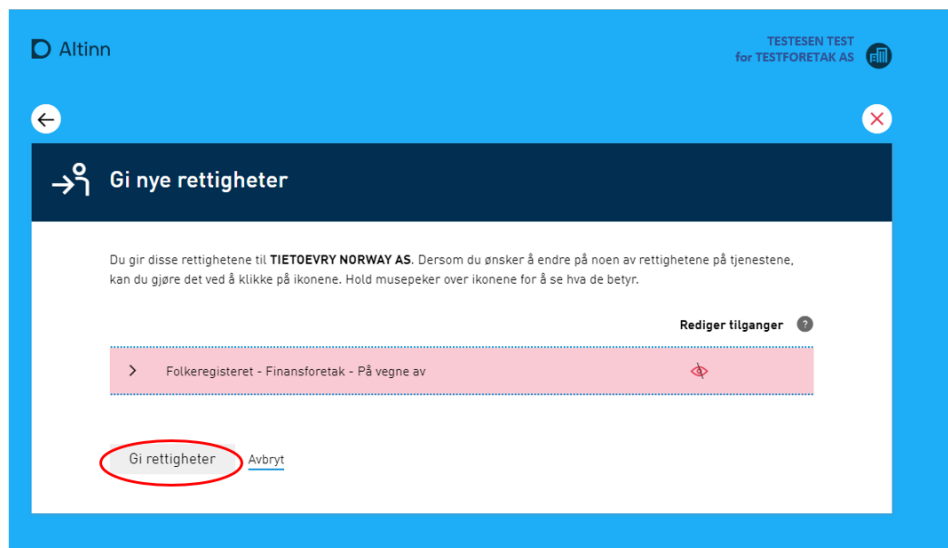 Altinn
TESTESEN TEST
for TESTFORETAK AS
Gi nye rettigheter
Du gir disse rettighetene til TIETOEVRY NORWAY AS. Dersom du ønsker å endre på noen av rettighetene på tjenestene,
kan du gjøre det ved å klikke på ikonene. Hold musepeker over ikonene for å se hva de betyr.
Rediger tilganger ?
Folkeregisteret - Finansforetak - På vegne av
Gi rettigheter Avbryt